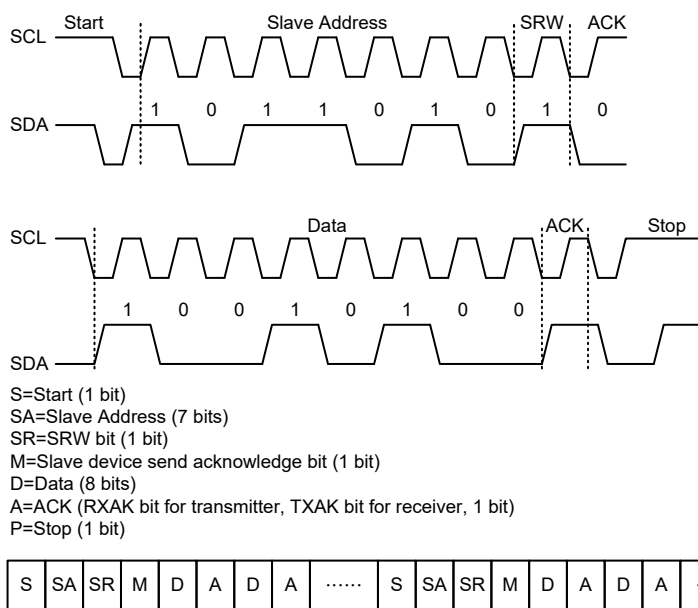 Start Slave Address SRW ACK
SCL
1 0 1 1 0 1 0 1 0
SDA
Data ACK Stop
SCL
1 0 0 1 0 1 0 0
SDA
S=Start (1 bit)
SA=Slave Address (7 bits)
SR=SRW bit (1 bit)
M=Slave device send acknowledge bit (1 bit)
D=Data (8 bits)
A=ACK (RXAK bit for transmitter, TXAK bit for receiver, 1 bit)
P=Stop (1 bit)
S SA SR M D A D A ······ S SA SR M D A D A